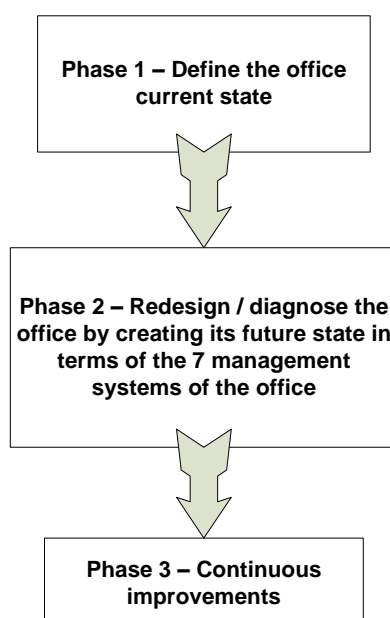 Phase 1 – Define the office
current state
Phase 2 – Redesign / diagnose the
office by creating its future state in
terms of the 7 management
systems of the office
Phase 3 – Continuous
improvements